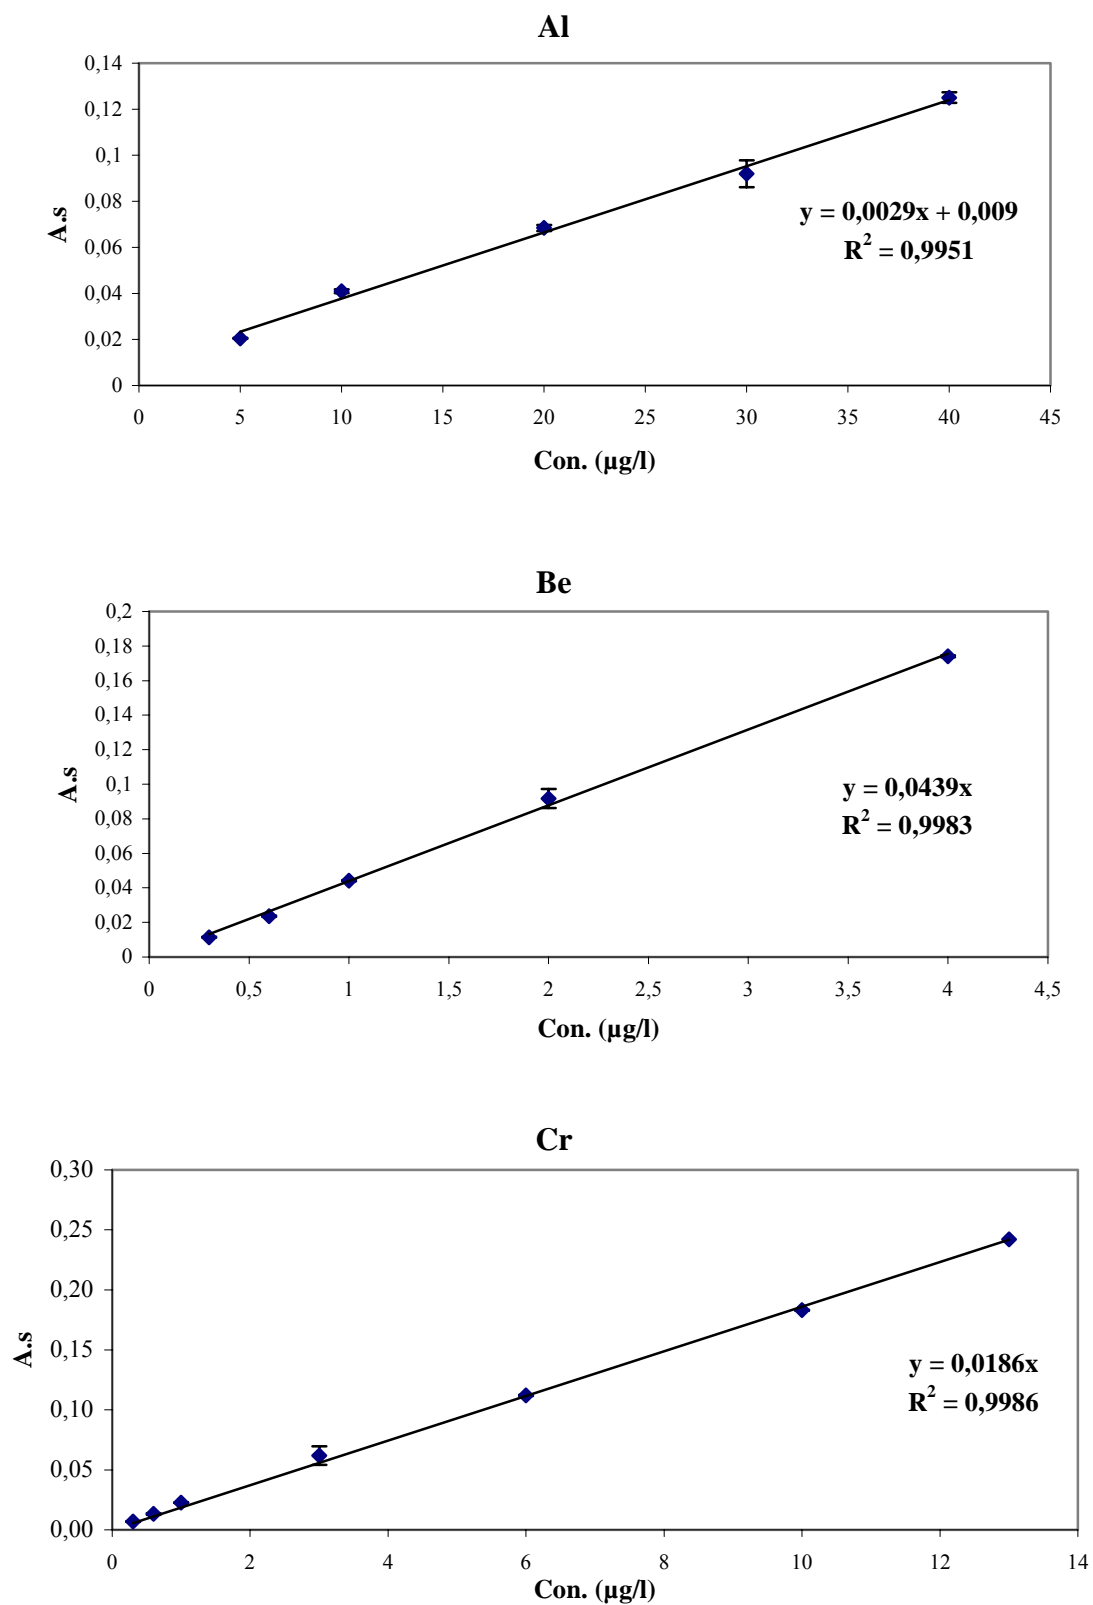 Al
0,14
0,12
0,1
0,08
0,06
0,04
0,02
0
A.s
y = 0,0029x + 0,009
R² = 0,9951
0 5 10 15 20 25 30 35 40 45
Con. (µg/l)
Be
0,2
0,18
0,16
0,14
0,12
0,1
0,08
0,06
0,04
0,02
0
A.s
y = 0,0439x
R² = 0,9983
0 0,5 1 1,5 2 2,5 3 3,5 4 4,5
Con. (µg/l)
Cr
0,30
0,25
0,20
0,15
0,10
0,05
0,00
A.s
y = 0,0186x
R² = 0,9986
0 2 4 6 8 10 12 14
Con. (µg/l)